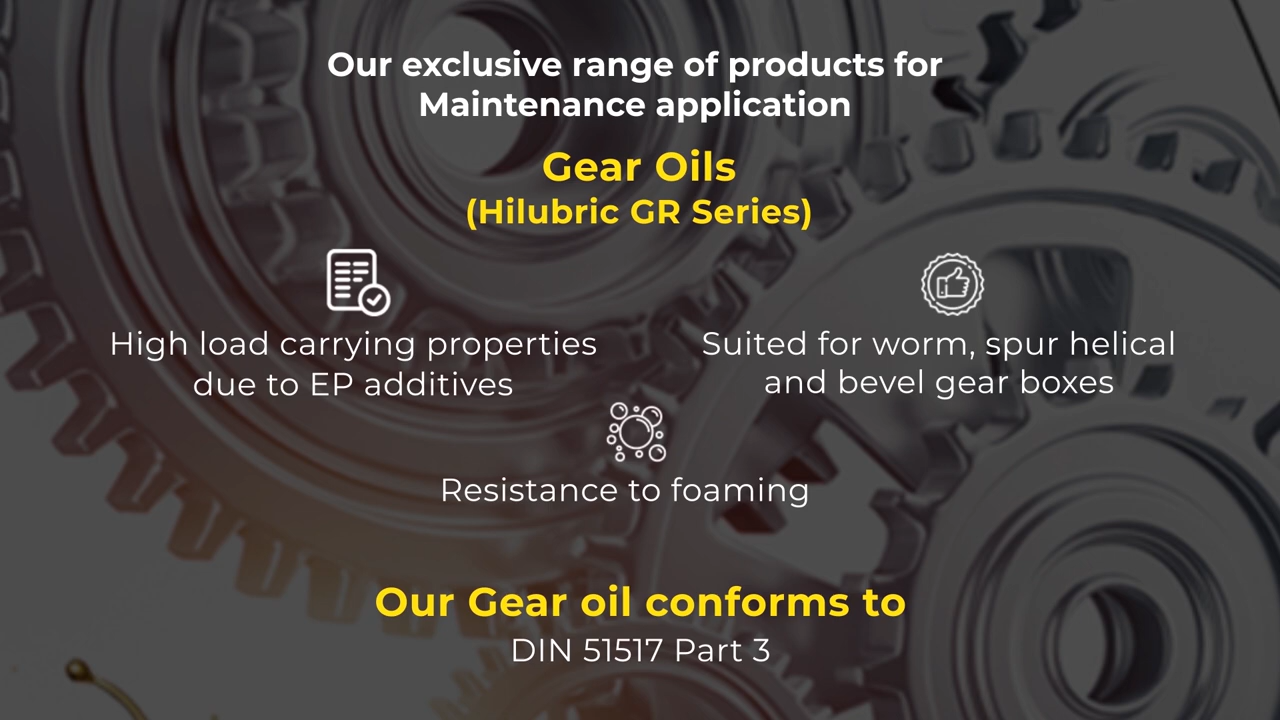 Our exclusive range of products for
Maintenance application
Gear Oils
(Hilubric GR Series)
High load carrying properties
due to EP additives
Suited for worm, spur helical
and bevel gear boxes
Resistance to foaming
Our Gear oil conforms to
DIN 51517 Part 3